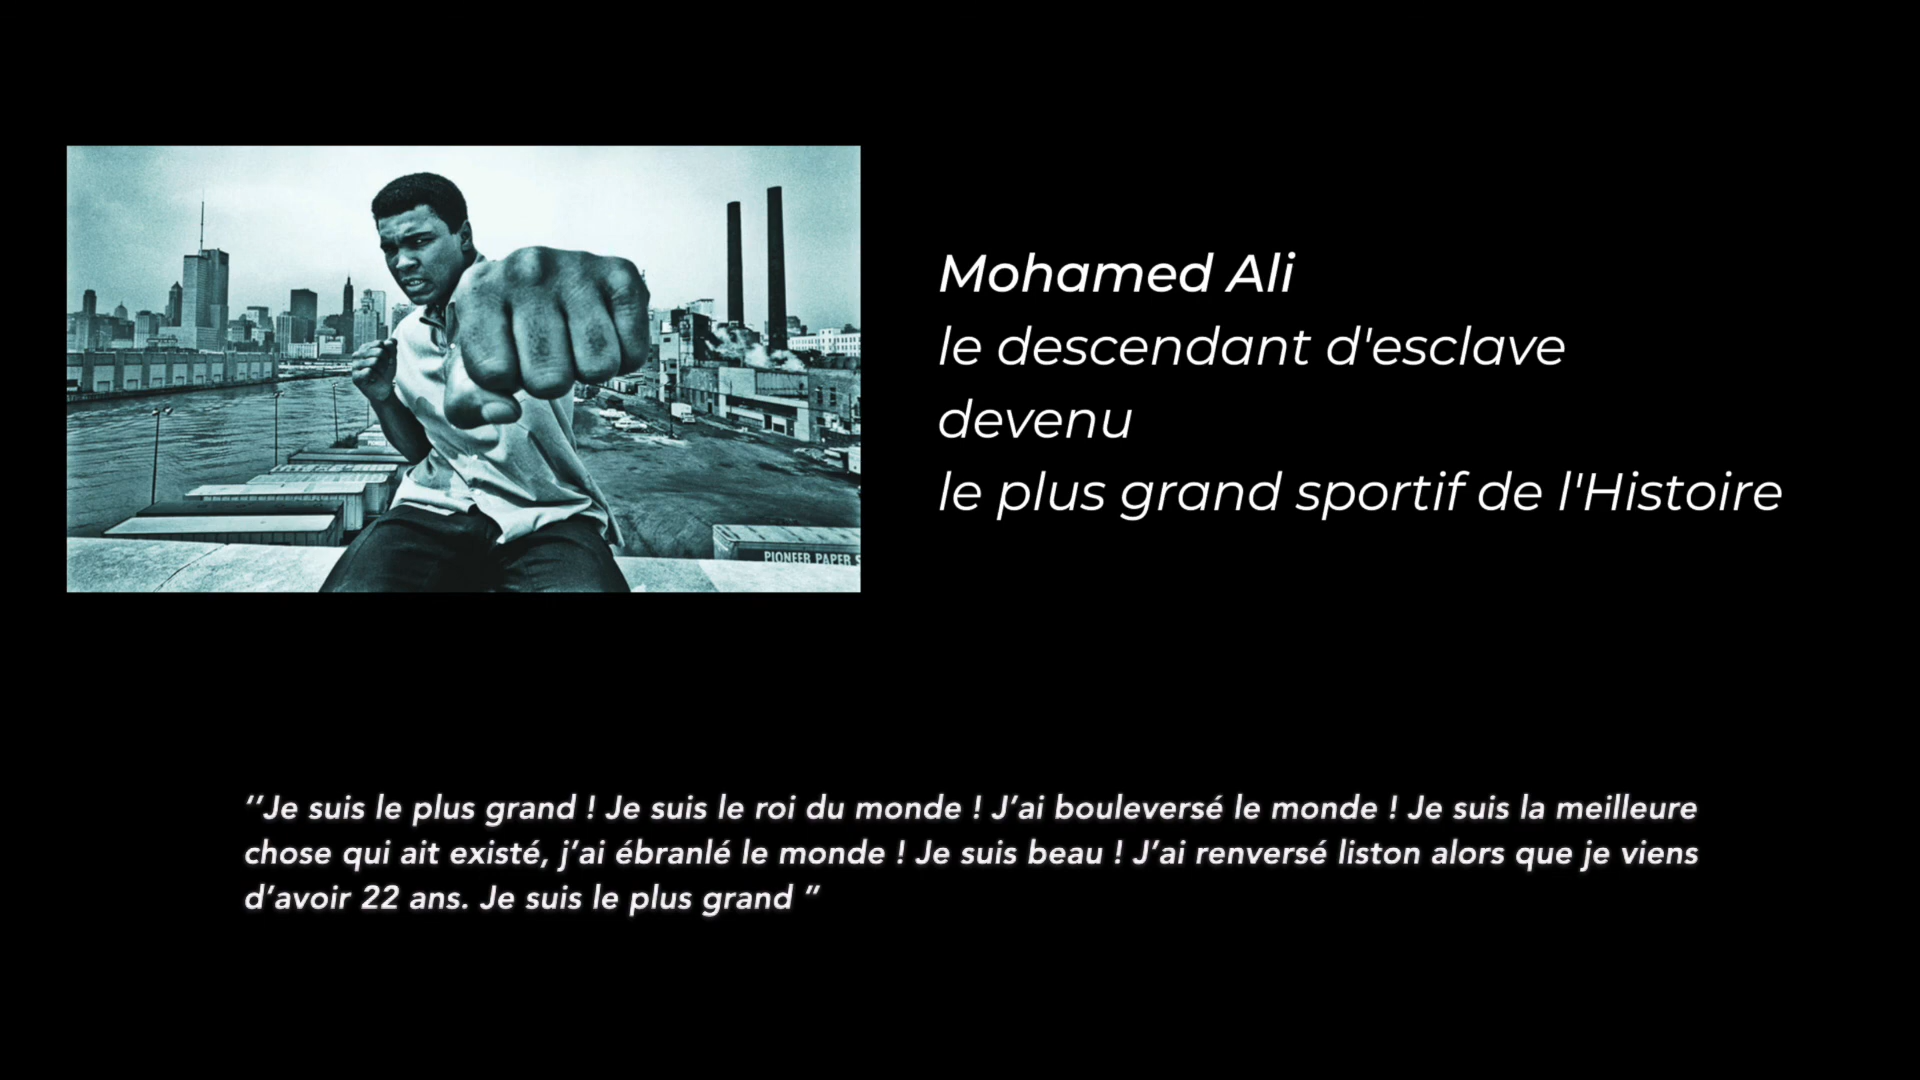 Mohamed Ali
le descendant d'esclave
devenu
le plus grand sportif de l'Histoire
PIONEER PAPER S
‘’Je suis le plus grand ! Je suis le roi du monde ! J’ai bouleversé le monde ! Je suis la meilleure
chose qui ait existé, j’ai ébranlé le monde ! Je suis beau ! J’ai renversé liston alors que je viens
d’avoir 22 ans. Je suis le plus grand ’’